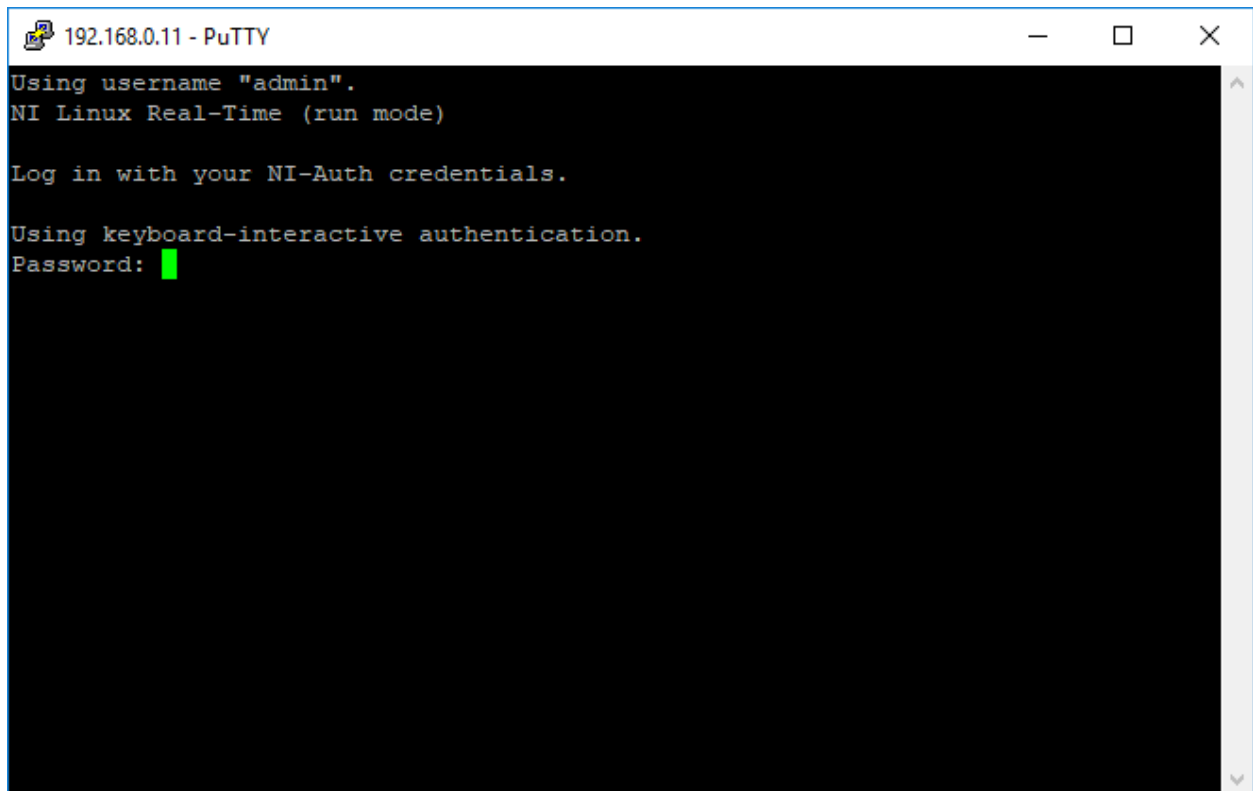 192.168.0.11 - PuTTY
Using username "admin".
NI Linux Real-Time (run mode)
Log in with your NI-Auth credentials.
Using keyboard-interactive authentication.
Password: